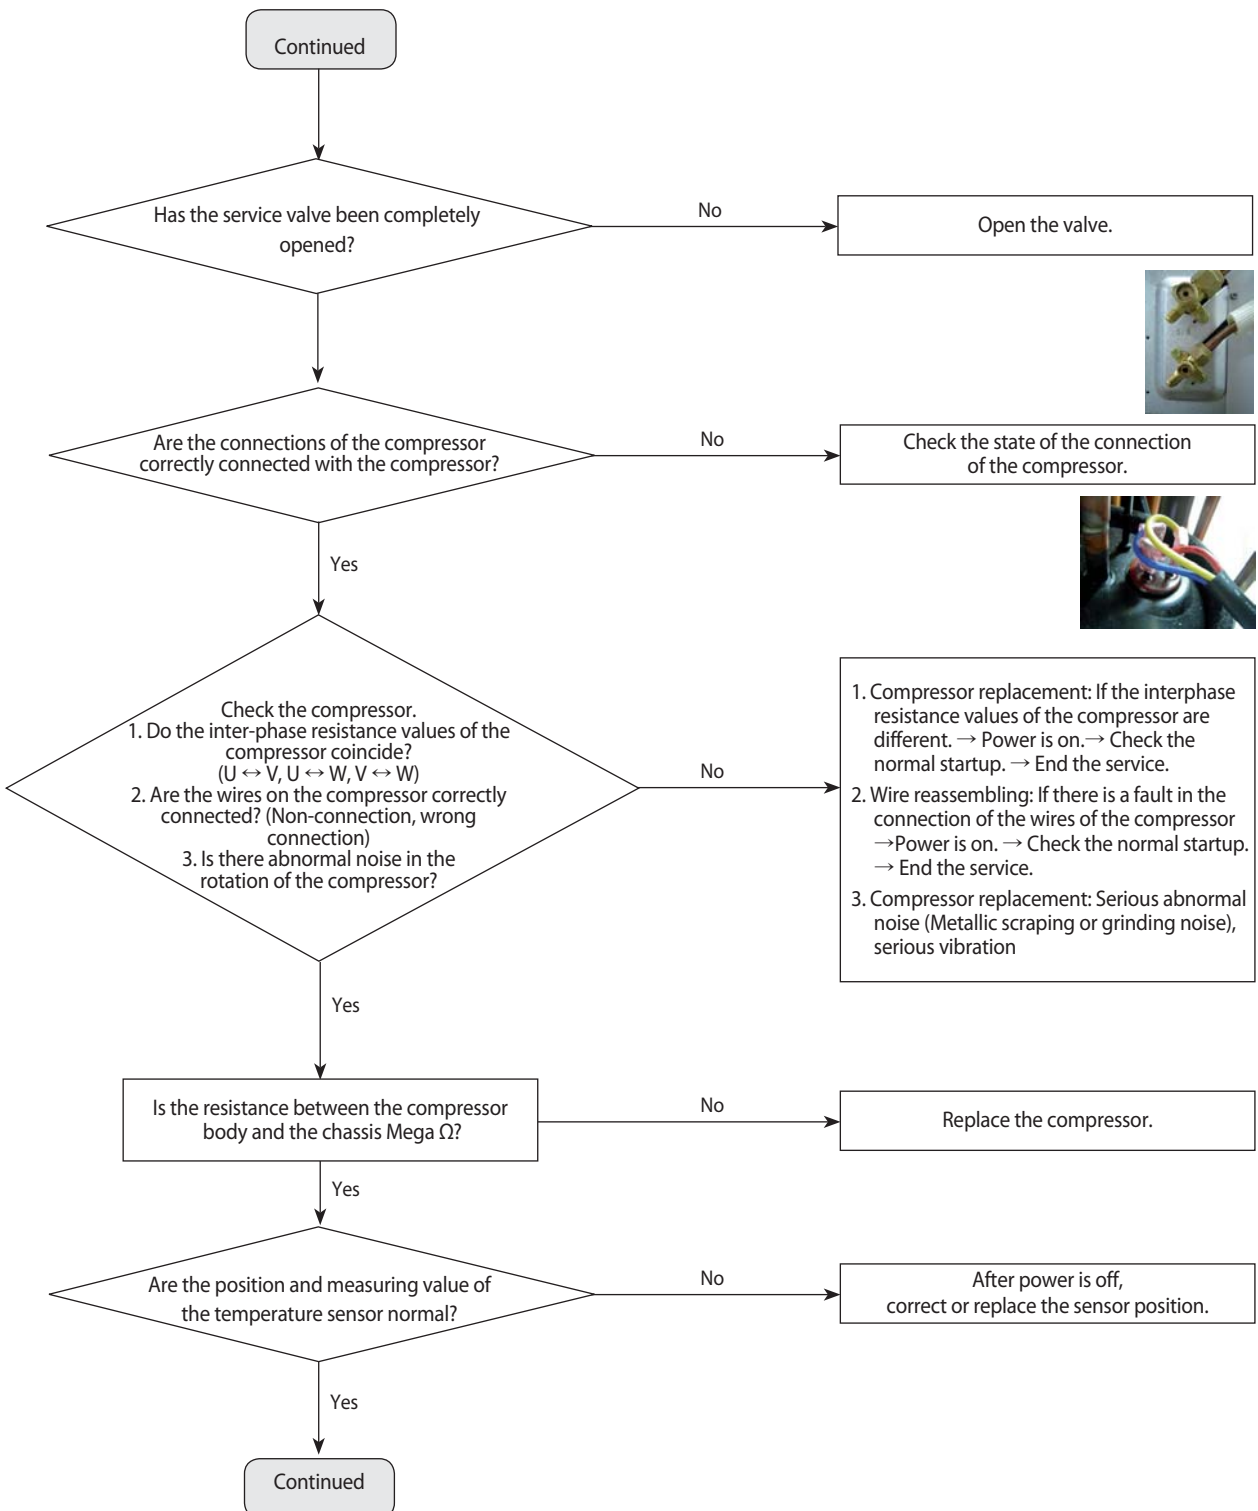 Continued
Has the service valve been completely
opened?
No
Open the valve.
Are the connections of the compressor
correctly connected with the compressor?
No
Check the state of the connection
of the compressor.
Yes
Check the compressor.
1. Do the inter-phase resistance values of the
compressor coincide?
(U ↔ V, U ↔ W, V ↔ W)
2. Are the wires on the compressor correctly
connected? (Non-connection, wrong
connection)
3. Is there abnormal noise in the
rotation of the compressor?
No
1. Compressor replacement: If the interphase
resistance values of the compressor are
different. → Power is on.→ Check the
normal startup. → End the service.
2. Wire reassembling: If there is a fault in the
connection of the wires of the compressor
→Power is on. → Check the normal startup.
→ End the service.
3. Compressor replacement: Serious abnormal
noise (Metallic scraping or grinding noise),
serious vibration
Yes
Is the resistance between the compressor
body and the chassis Mega Ω?
No
Replace the compressor.
Yes
Are the position and measuring value of
the temperature sensor normal?
No
After power is off,
correct or replace the sensor position.
Yes
Continued